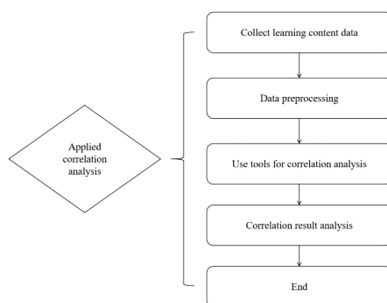 Collect learning content data
Data preprocessing
Applied
correlation
analysis
Use tools for correlation analysis
Correlation result analysis
End